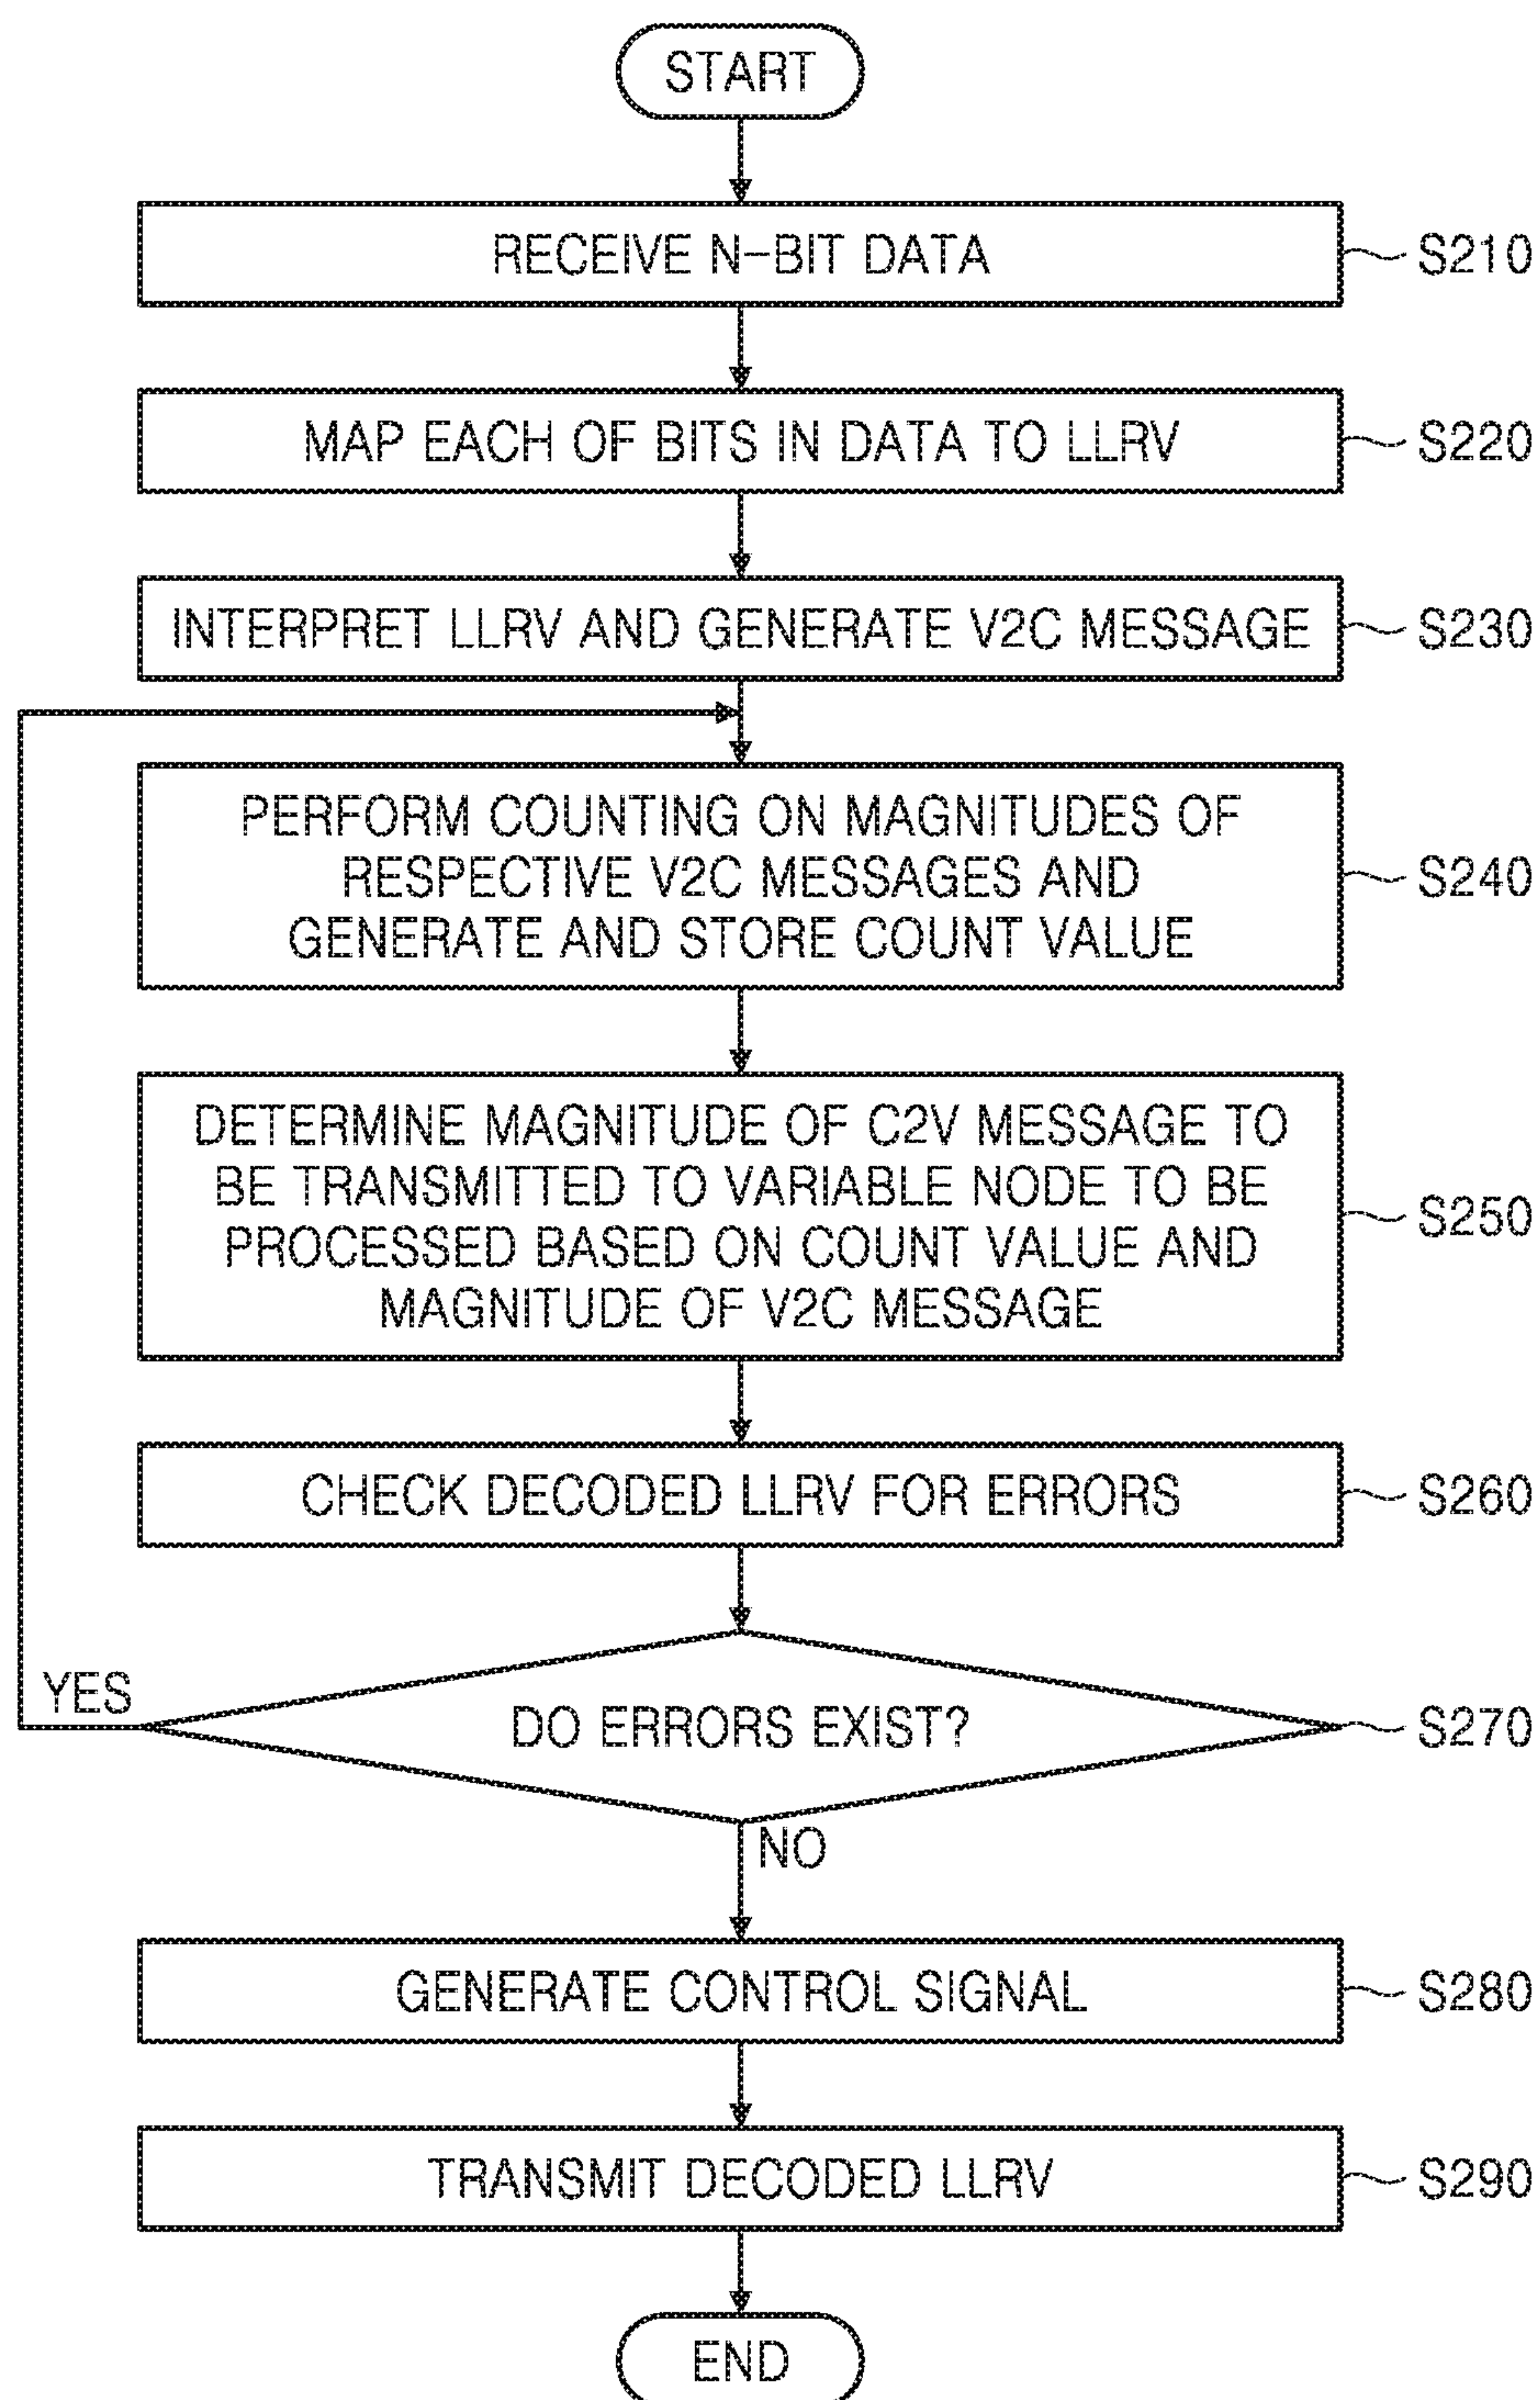 START
RECEIVE N-BIT DATA
S210
MAP EACH OF BITS IN DATA TO LLRV
S220
INTERPRET LLRV AND GENERATE V2C MESSAGE
S230
PERFORM COUNTING ON MAGNITUDES OF
RESPECTIVE V2C MESSAGES AND
GENERATE AND STORE COUNT VALUE
S240
DETERMINE MAGNITUDE OF C2V MESSAGE TO
BE TRANSMITTED TO VARIABLE NODE TO BE
PROCESSED BASED ON COUNT VALUE AND
MAGNITUDE OF V2C MESSAGE
S250
CHECK DECODED LLRV FOR ERRORS
S260
YES
DO ERRORS EXIST?
S270
NO
GENERATE CONTROL SIGNAL
S280
TRANSMIT DECODED LLRV
S290
END